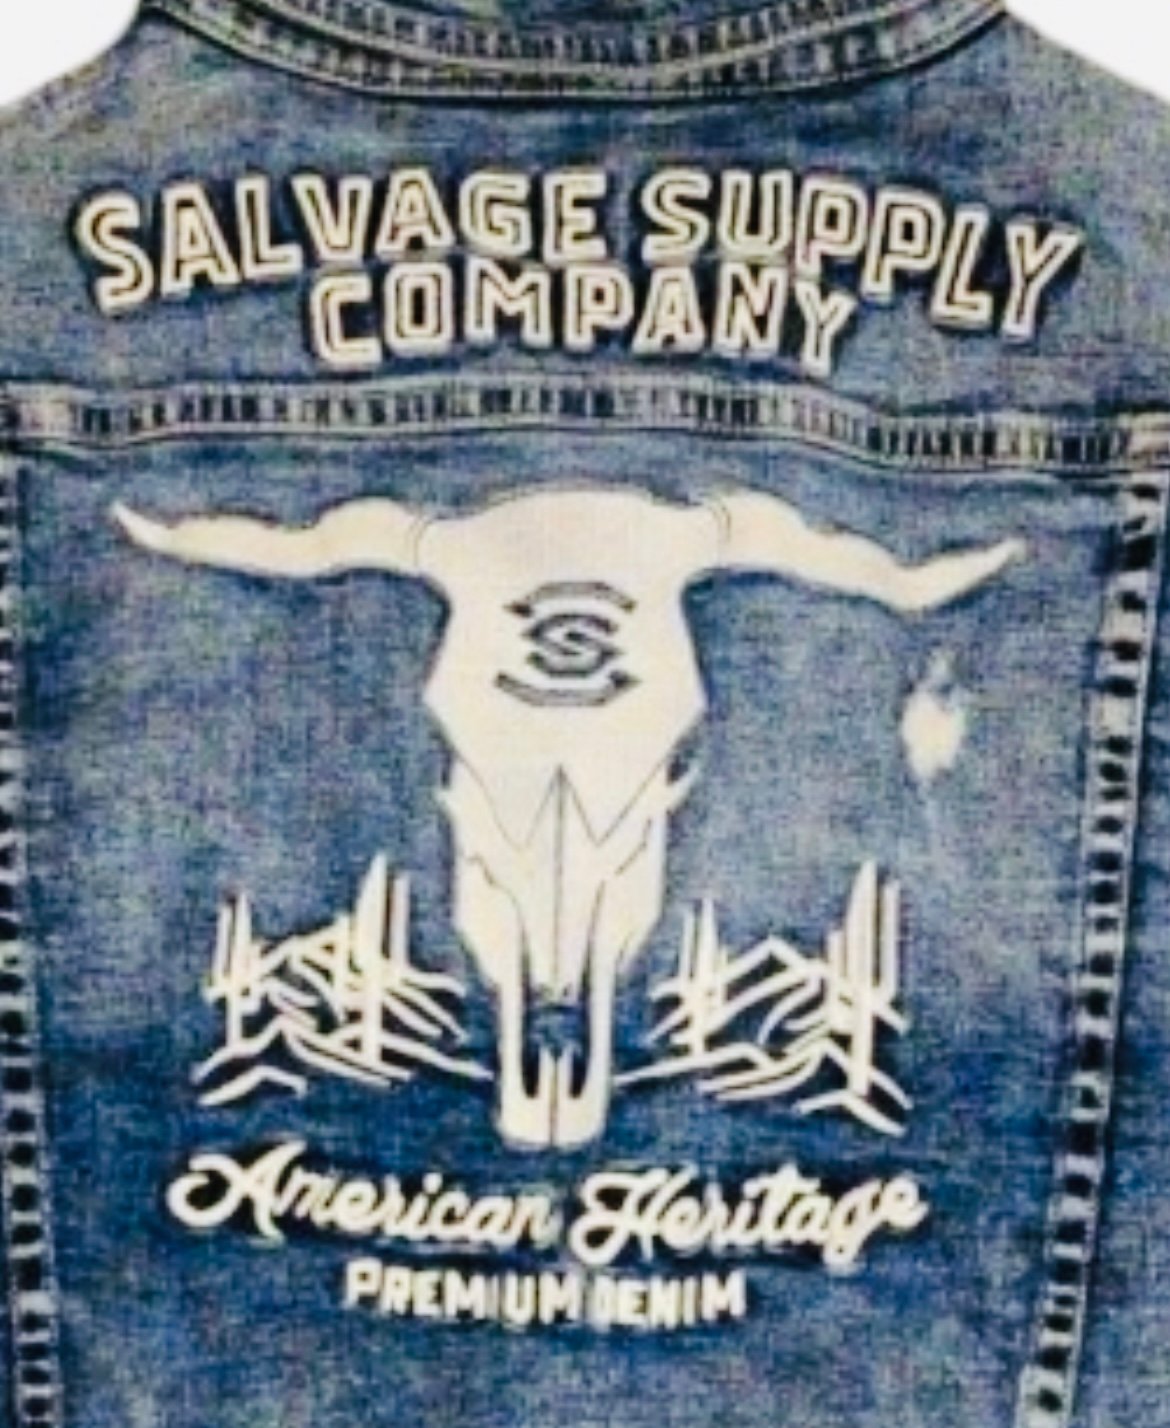 SALVAGE SUPPLY
COMPANY
S
American Heritage
PREMIUM DENIM